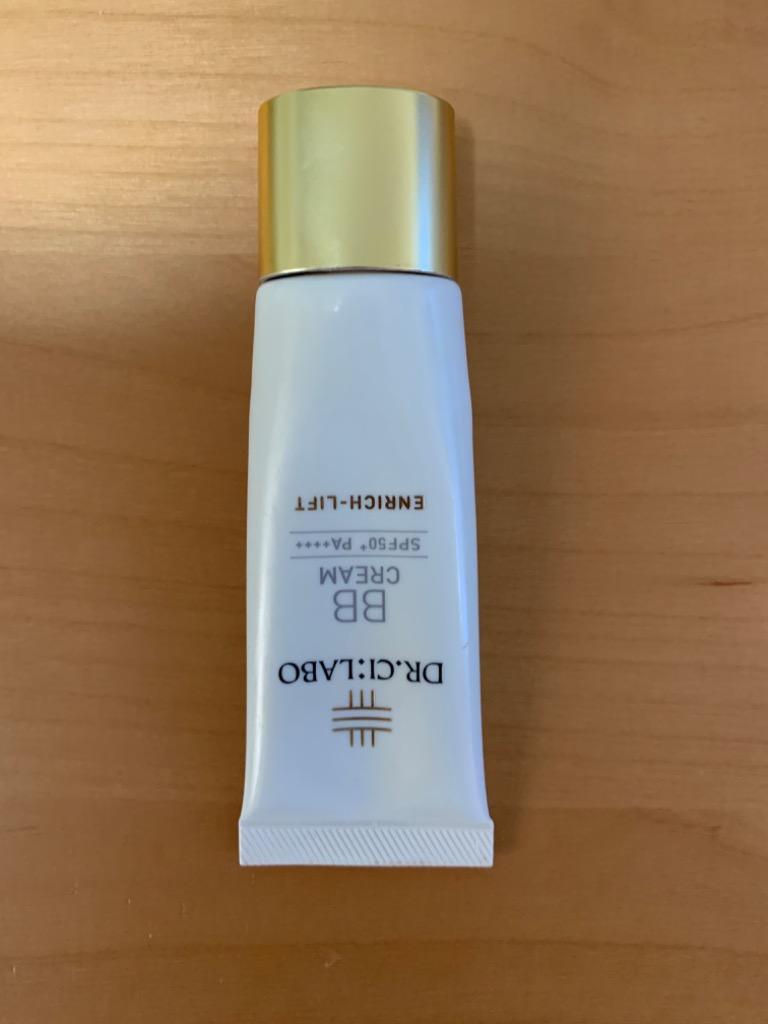 DR.CI:LABO
BB
CREAM
SPF50+ PA++++
ENRICH-LIFT